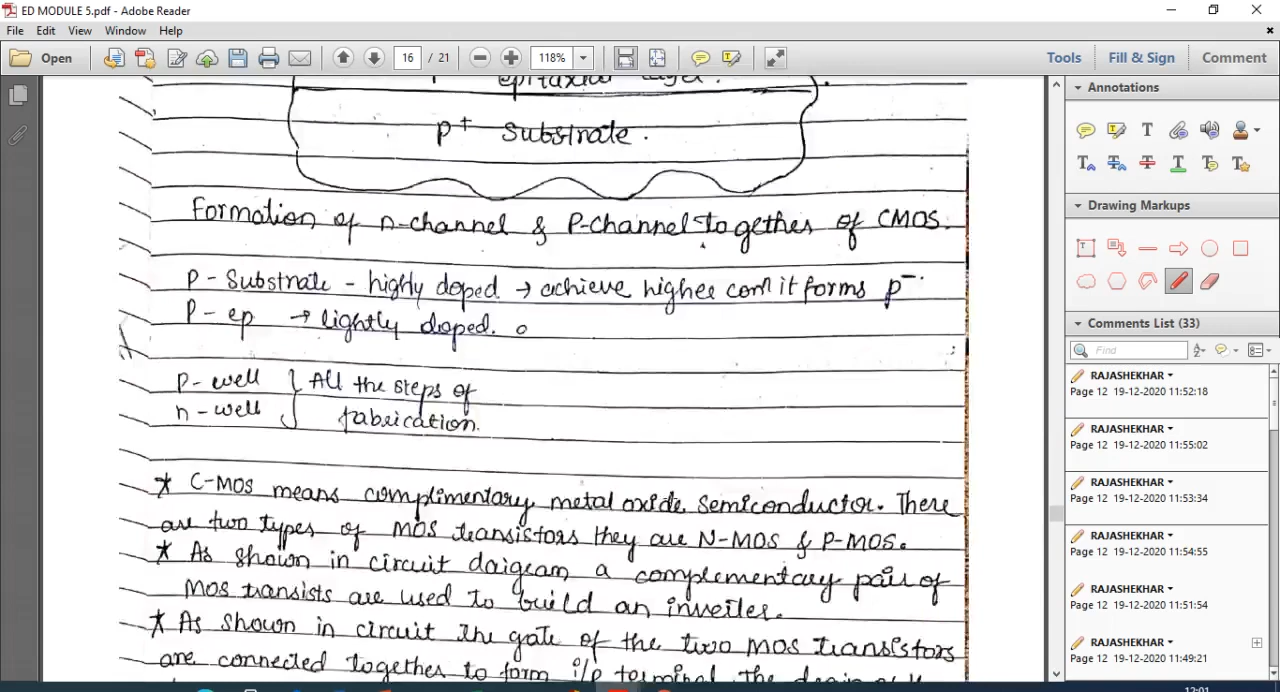 ED MODULE 5.pdf - Adobe Reader
File Edit View Window Help
Open 16 / 21 118% Tools Fill & Sign Comment
epitaxial layer.
p+ Substrate.
Formation of n-channel & P-channel together of CMOS.
P - Substrate - highly doped → achieve higher it forms p-
P - ep → lightly doped.
P- well } All the steps of
n - well fabrication.
* C-MOS means complimentary metal oxide semiconductor. There
are two types of MOS transistors they are N-MOS & P-MOS.
* As shown in circuit daigram a complementary pair of
MOS transists are used to build an inveiter.
* As shown in circuit the gate of the two MOS transistors
are connected together to form i/p terminal the drain
Annotations
Drawing Markups
Comments List (33)
Find
RAJASHEKHAR
Page 12 19-12-2020 11:52:18
RAJASHEKHAR
Page 12 19-12-2020 11:55:02
RAJASHEKHAR
Page 12 19-12-2020 11:53:34
RAJASHEKHAR
Page 12 19-12-2020 11:54:55
RAJASHEKHAR
Page 12 19-12-2020 11:51:54
RAJASHEKHAR
Page 12 19-12-2020 11:49:21
12:01